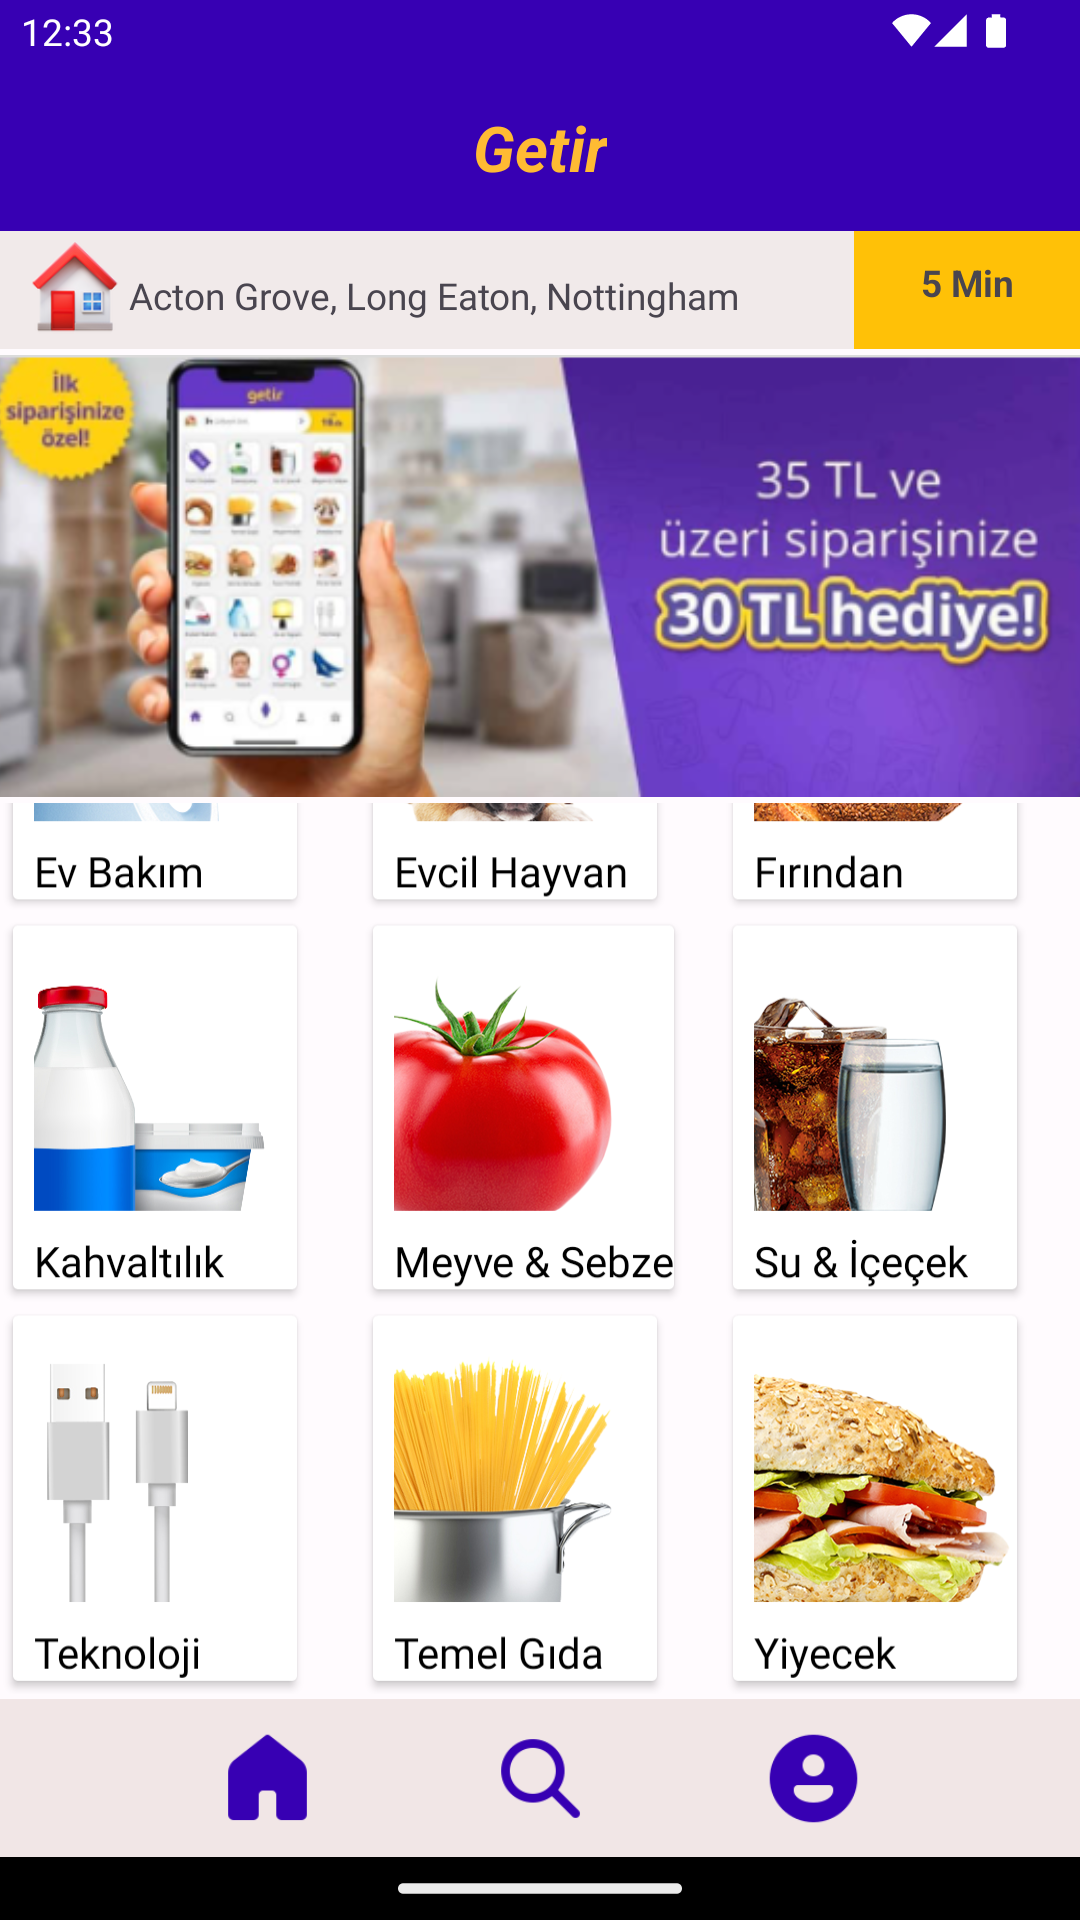 12:33
Getir
Acton Grove, Long Eaton, Nottingham
5 Min
İlk
siparişinize
özel!
getir
35 TL ve
üzeri siparişinize
30 TL hediye!
Ev Bakım
Evcil Hayvan
Fırından
Kahvaltılık
Meyve & Sebze
Su & İçeçek
Teknoloji
Temel Gıda
Yiyecek